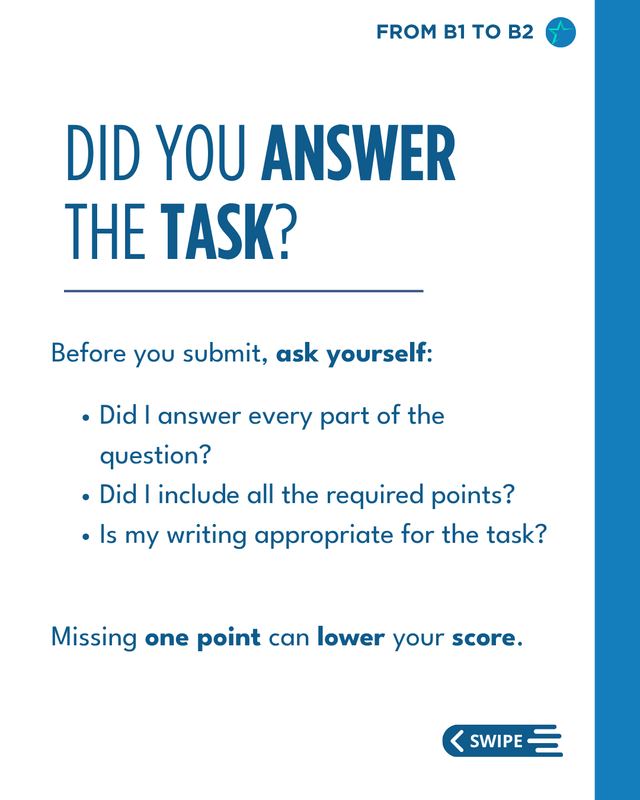 FROM B1 TO B2
DID YOU ANSWER
THE TASK?
Before you submit, ask yourself:
• Did I answer every part of the
question?
• Did I include all the required points?
• Is my writing appropriate for the task?
Missing one point can lower your score.
SWIPE